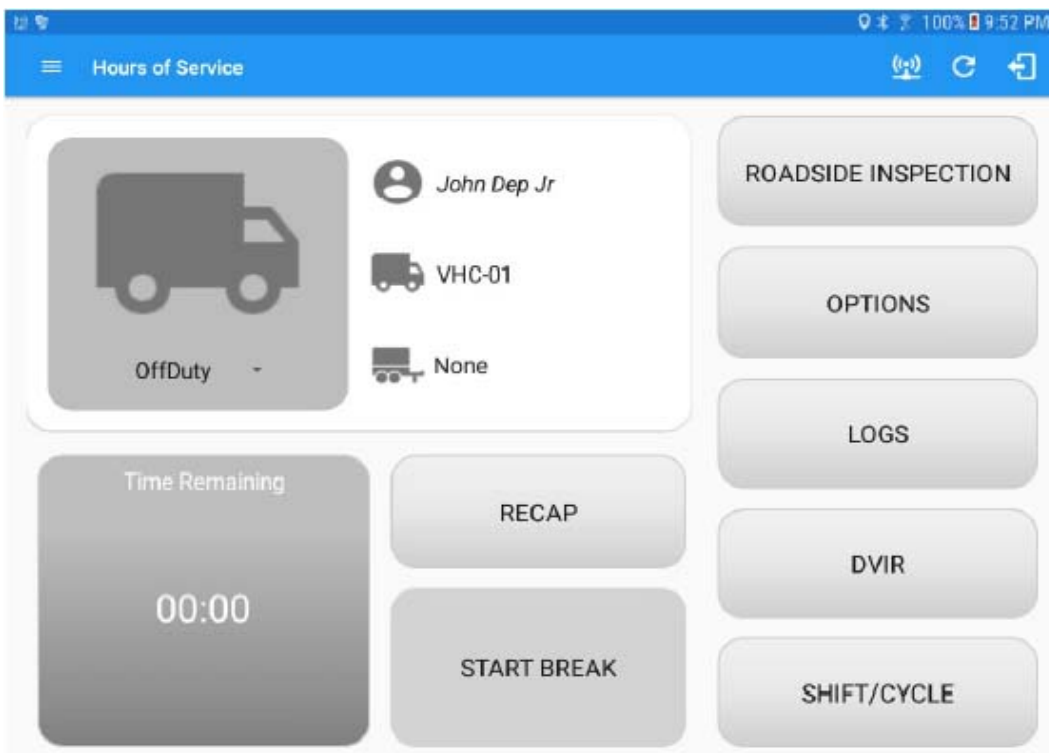 100% 9:52 PM
Hours of Service
John Dep Jr
VHC-01
None
OffDuty
Time Remaining
00:00
RECAP
START BREAK
ROADSIDE INSPECTION
OPTIONS
LOGS
DVIR
SHIFT/CYCLE